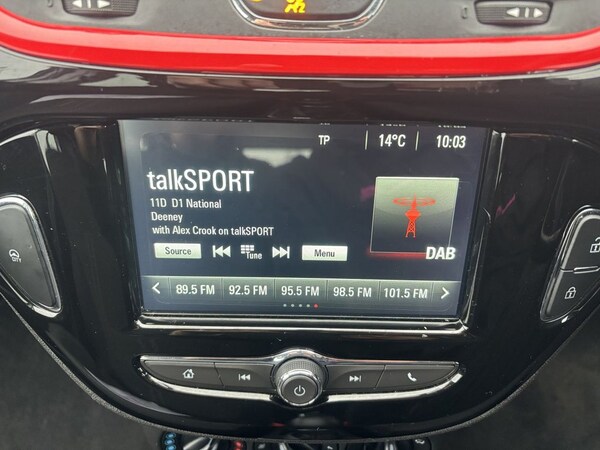 TP 14°C 10:03
talkSPORT
11D D1 National
Deeney
with Alex Crook on talkSPORT
Source Tune Menu
DAB
89.5 FM 92.5 FM 95.5 FM 98.5 FM 101.5 FM
CITY